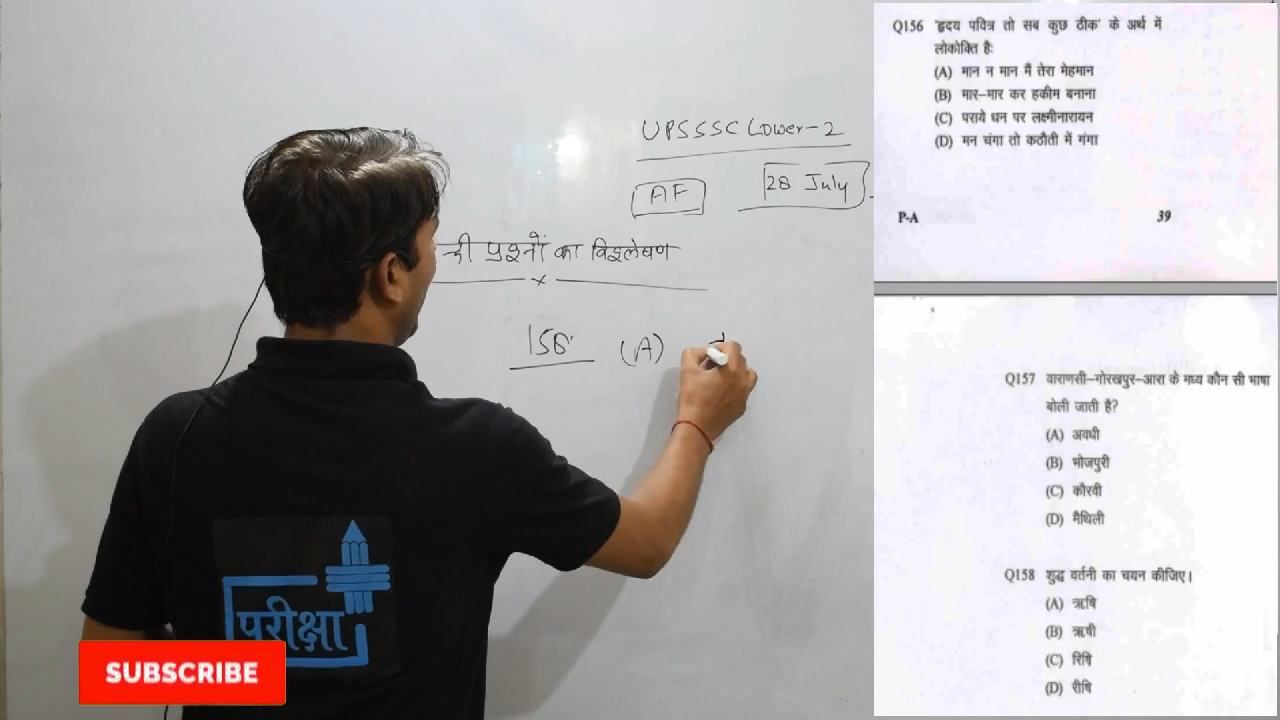 UPSSSC Lower-2
AF
28 July
न्दी प्रश्नों का विश्लेषण
156 (A)
परीक्षा
SUBSCRIBE
Q156 'हृदय पवित्र तो सब कुछ ठीक' के अर्थ में
लोकोक्ति हैः
(A) मान न मान मैं तेरा मेहमान
(B) मार-मार कर हकीम बनाना
(C) पराये धन पर लक्ष्मीनारायन
(D) मन चंगा तो कठौती में गंगा
P-A
39
Q157 वाराणसी-गोरखपुर-आरा के मध्य कौन सी भाषा
बोली जाती है?
(A) अवधी
(B) भोजपुरी
(C) कौरवी
(D) मैथिली
Q158 शुद्ध वर्तनी का चयन कीजिए।
(A) ऋषि
(B) ऋषी
(C) रिषि
(D) रीषि